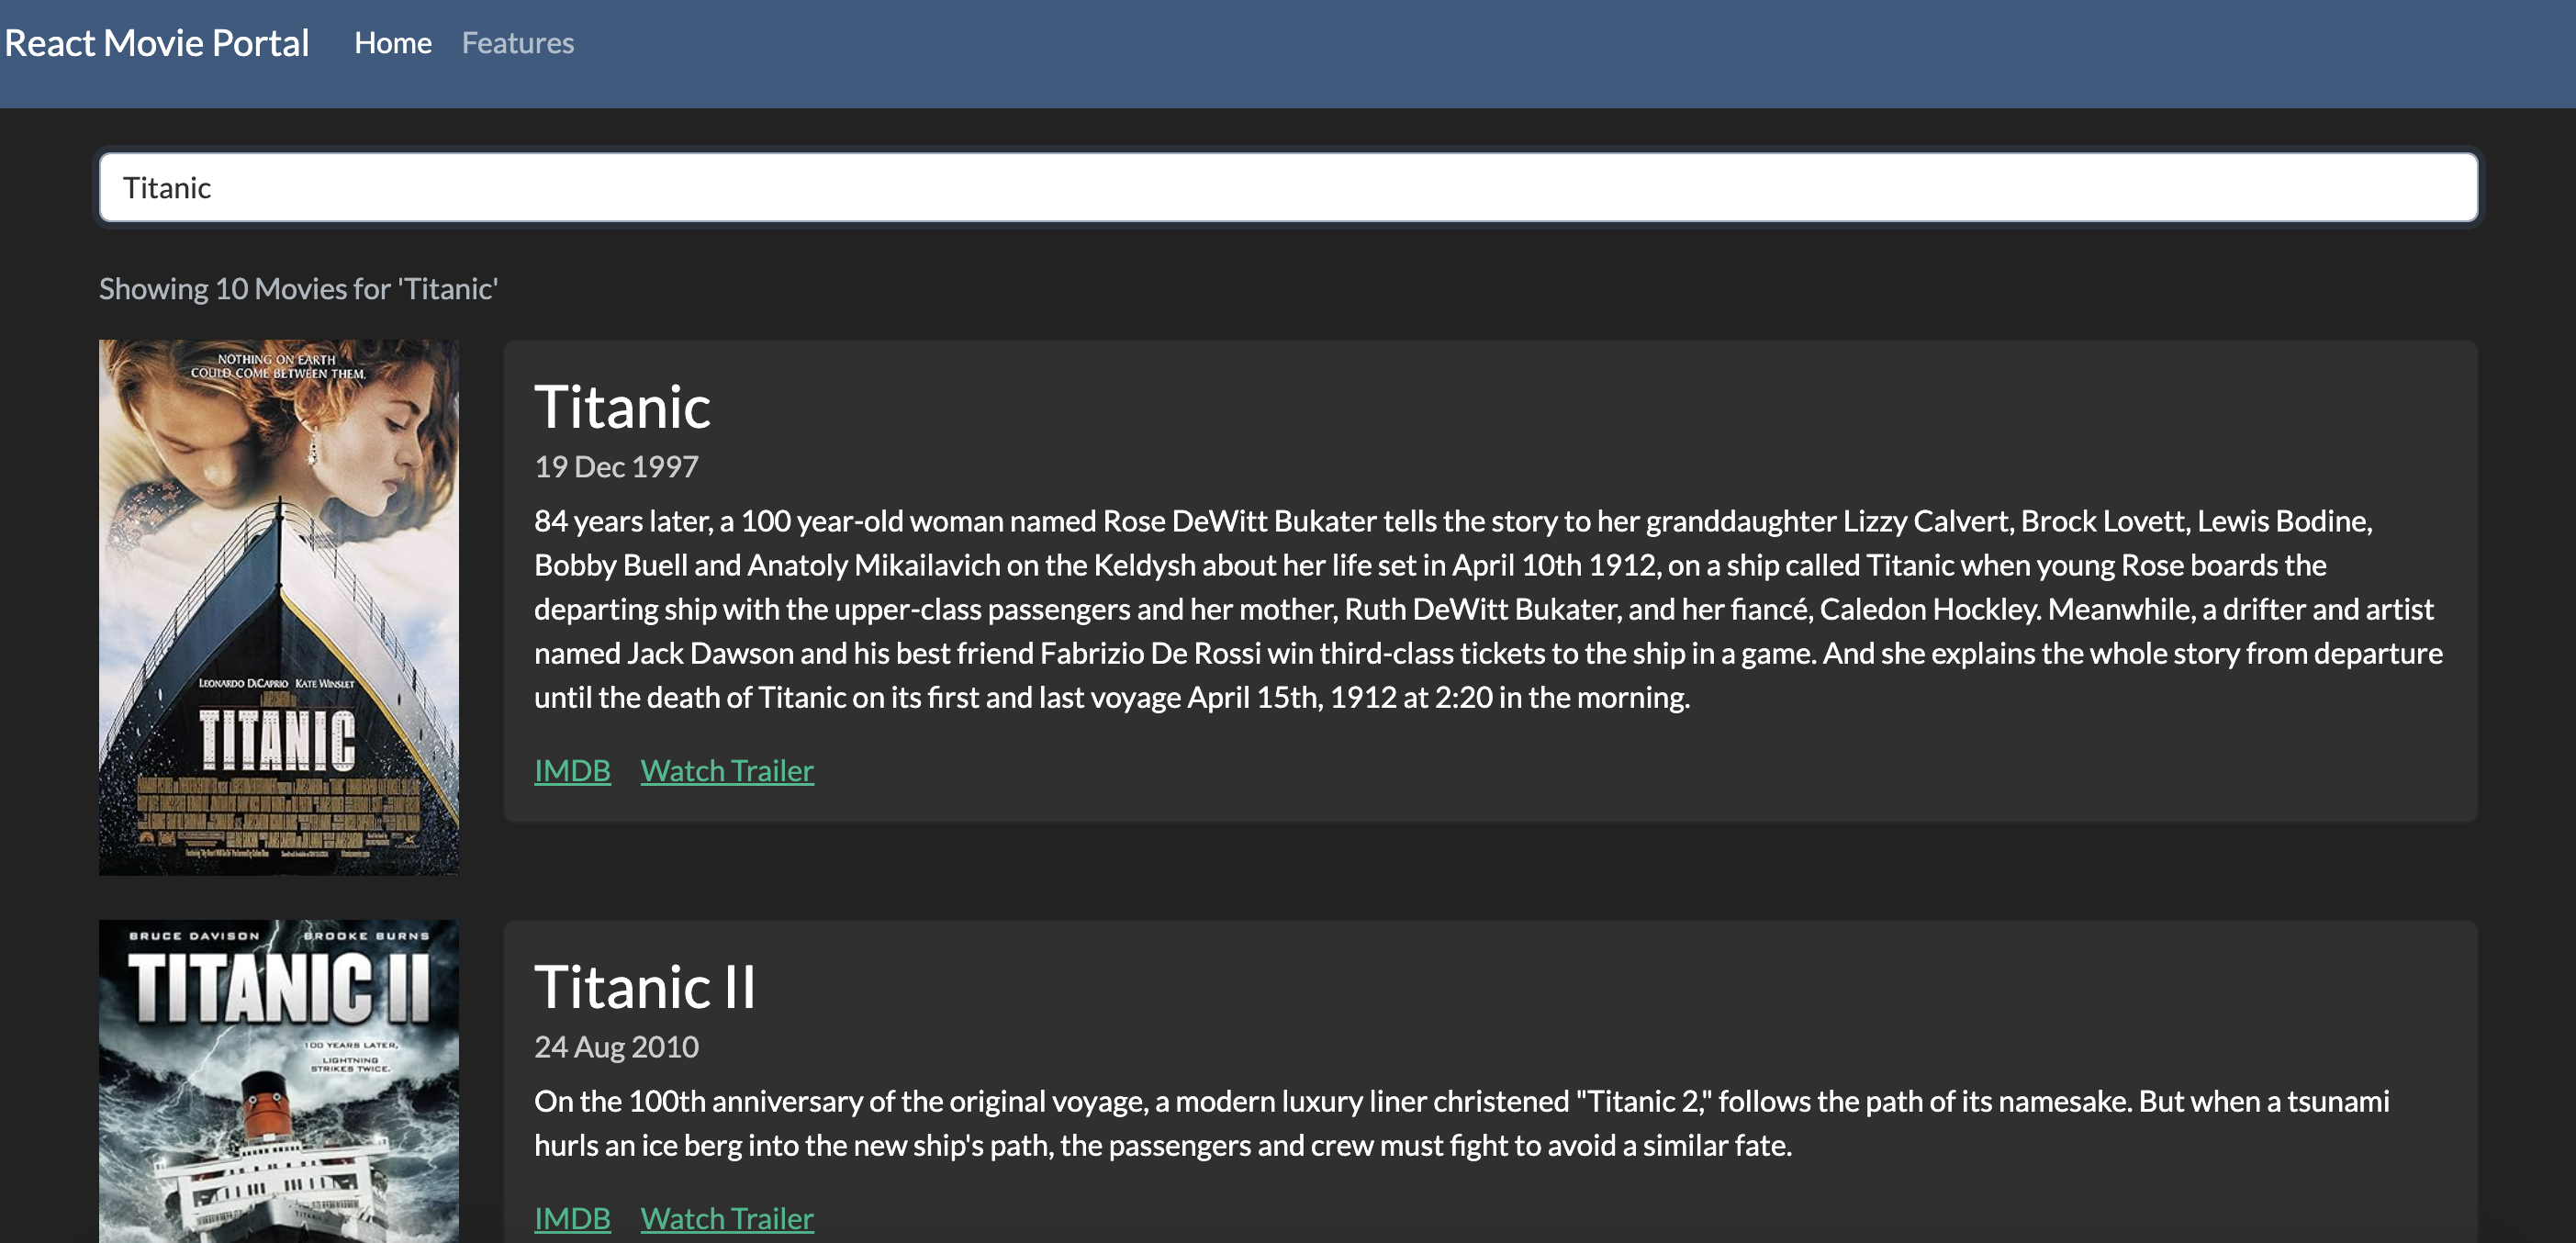 React Movie Portal Home Features
Titanic
Showing 10 Movies for 'Titanic'
NOTHING ON EARTH
COULD COME BETWEEN THEM.
LEONARDO DICAPRIO KATE WINSLET
TITANIC
Titanic
19 Dec 1997
84 years later, a 100 year-old woman named Rose DeWitt Bukater tells the story to her granddaughter Lizzy Calvert, Brock Lovett, Lewis Bodine,
Bobby Buell and Anatoly Mikailavich on the Keldysh about her life set in April 10th 1912, on a ship called Titanic when young Rose boards the
departing ship with the upper-class passengers and her mother, Ruth DeWitt Bukater, and her fiancé, Caledon Hockley. Meanwhile, a drifter and artist
named Jack Dawson and his best friend Fabrizio De Rossi win third-class tickets to the ship in a game. And she explains the whole story from departure
until the death of Titanic on its first and last voyage April 15th, 1912 at 2:20 in the morning.
IMDB Watch Trailer
BRUCE DAVISON BROOKE BURNS
TITANIC II
100 YEARS LATER,
LIGHTNING
STRIKES TWICE.
Titanic II
24 Aug 2010
On the 100th anniversary of the original voyage, a modern luxury liner christened "Titanic 2," follows the path of its namesake. But when a tsunami
hurls an ice berg into the new ship's path, the passengers and crew must fight to avoid a similar fate.
IMDB Watch Trailer